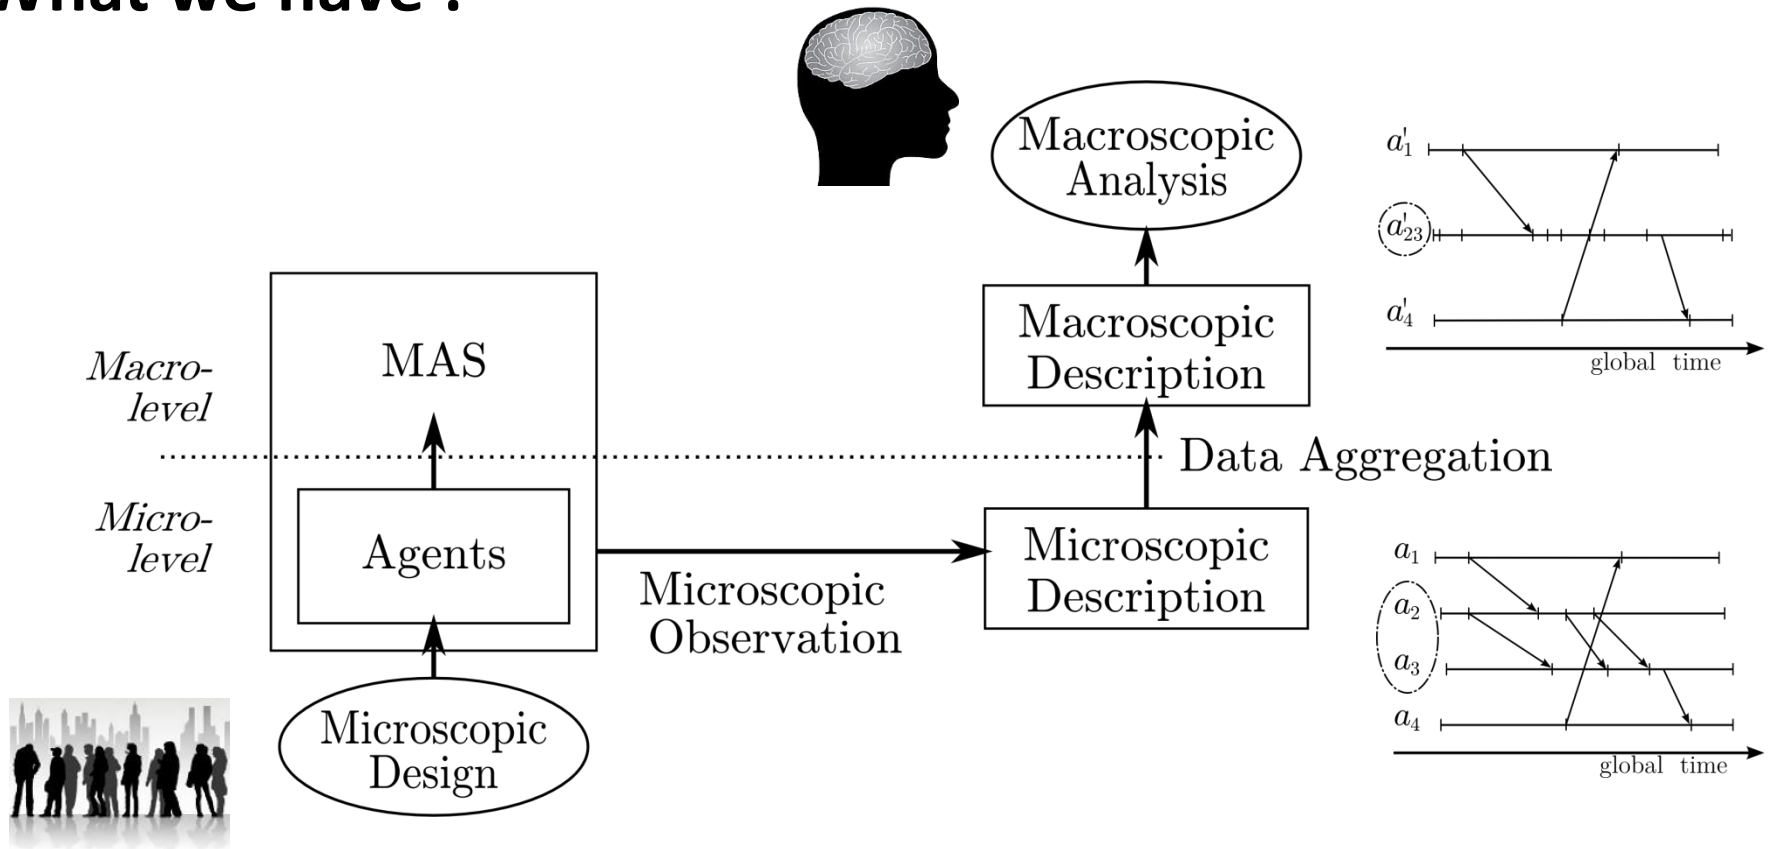 What we have :
Macroscopic
Analysis
Macroscopic
Description
MAS
Macro-
level
Data Aggregation
Micro-
level
Agents
Microscopic
Observation
Microscopic
Description
Microscopic
Design
a'1
a'23
a'4
global time
a1
a2
a3
a4
global time